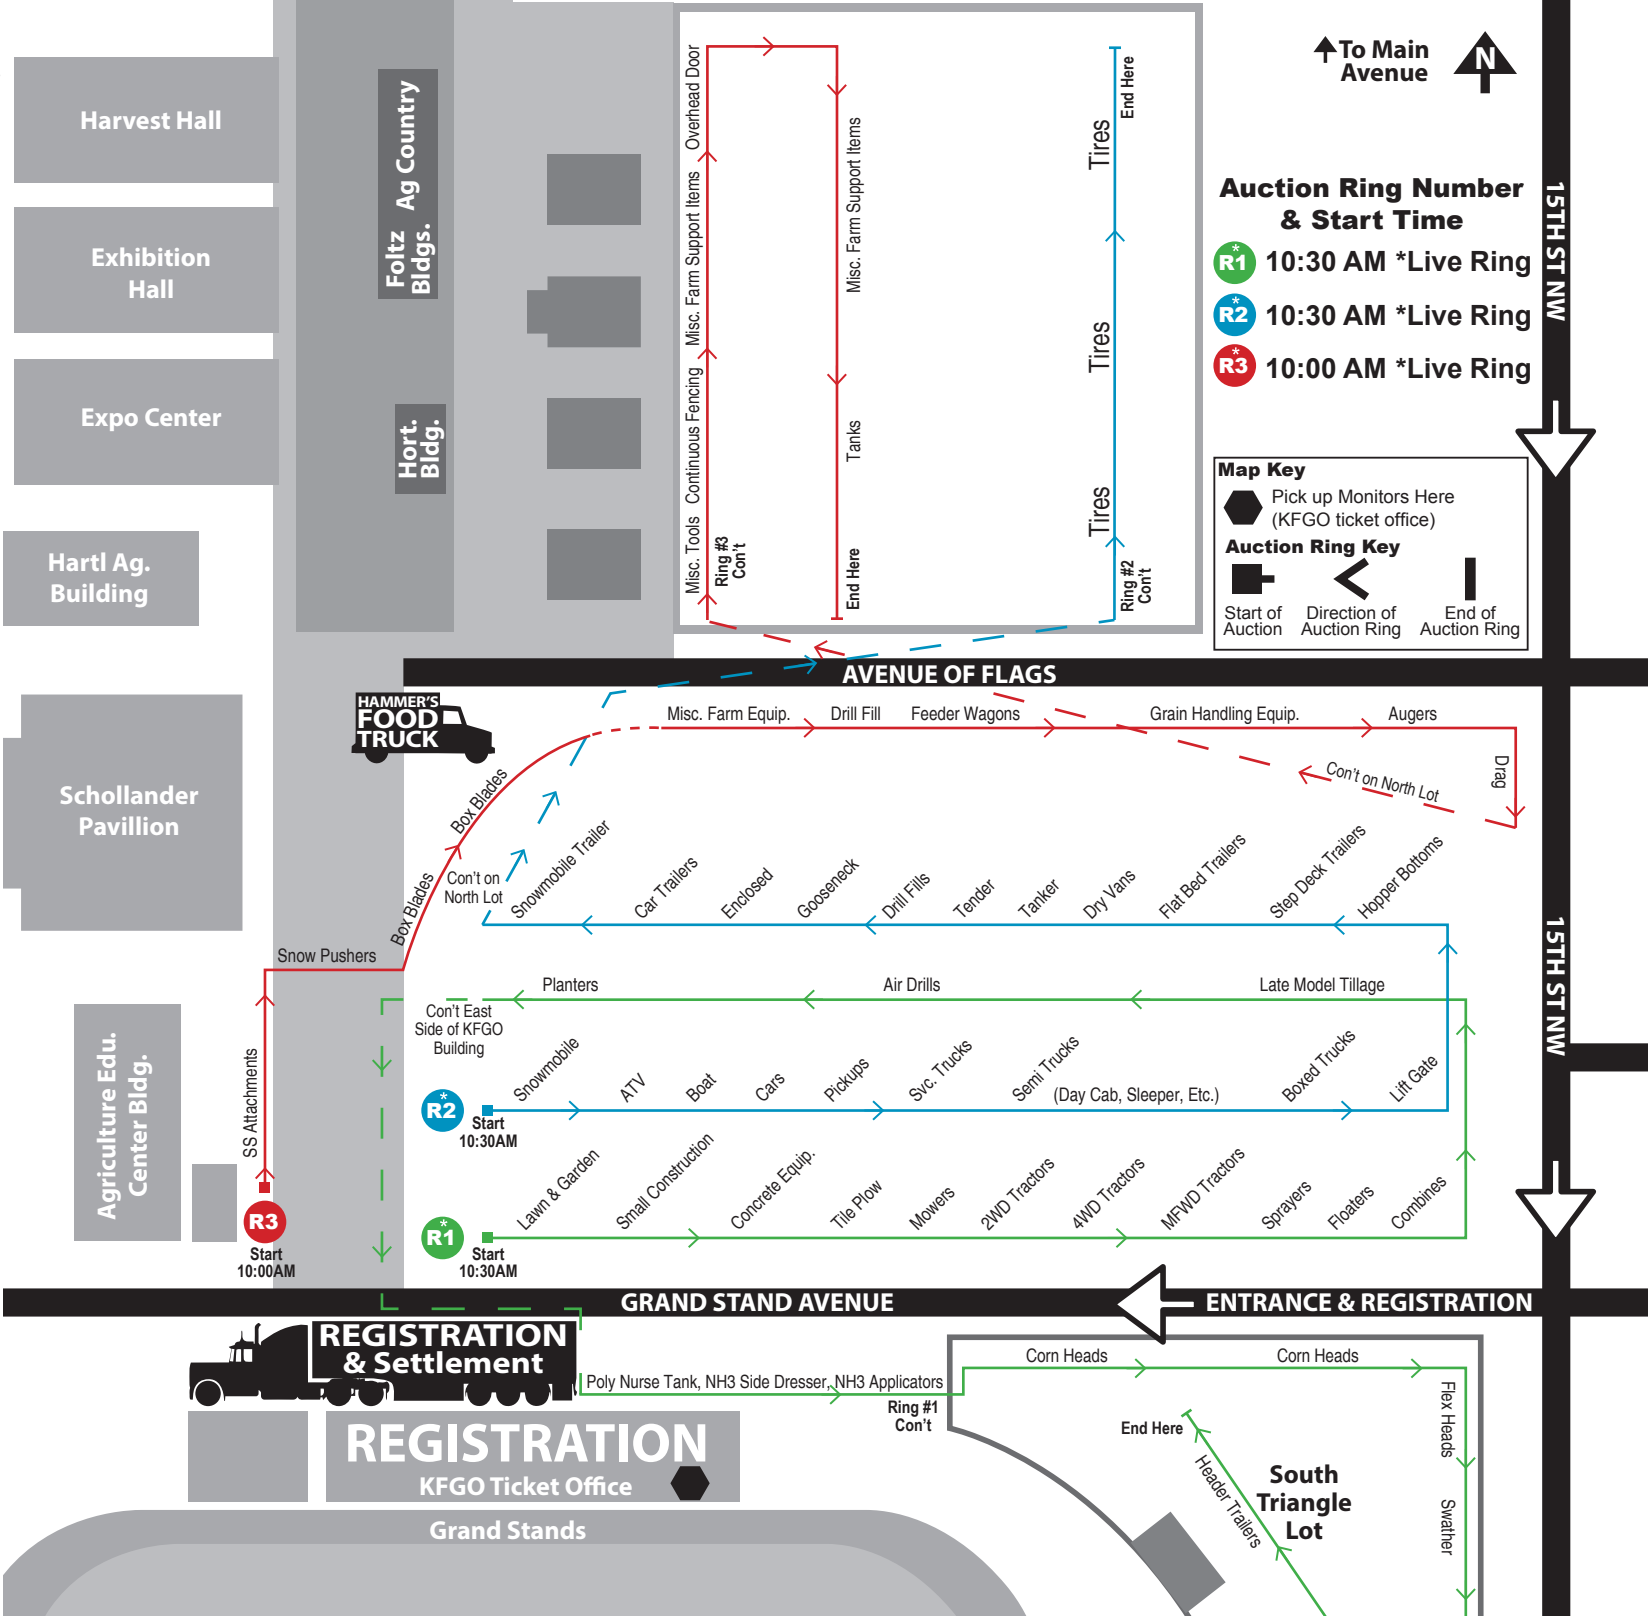 To Main
Avenue
N
Harvest Hall
Exhibition
Hall
Expo Center
Hartl Ag.
Building
Schollander
Pavillion
Agriculture Edu.
Center Bldg.
Foltz Ag Country
Bldgs.
Hort.
Bldg.
Misc. Tools Continuous Fencing Misc. Farm Support Items Overhead Door
Ring #3
Con't
Misc. Farm Support Items
Tanks
End Here
End Here
Tires
Tires
Tires
Ring #2
Con't
Auction Ring Number
& Start Time
R1* 10:30 AM *Live Ring
R2* 10:30 AM *Live Ring
R3* 10:00 AM *Live Ring
15TH ST NW
Map Key
Pick up Monitors Here
(KFGO ticket office)
Auction Ring Key
Start of
Auction
Direction of
Auction Ring
End of
Auction Ring
AVENUE OF FLAGS
HAMMER'S
FOOD
TRUCK
Misc. Farm Equip. Drill Fill Feeder Wagons Grain Handling Equip. Augers
Drag
Con't on North Lot
Box Blades
Box Blades
Snow Pushers
SS Attachments
R3*
Start
10:00AM
Con't on
North Lot
Snowmobile Trailer
Car Trailers
Enclosed
Gooseneck
Drill Fills
Tender
Tanker
Dry Vans
Flat Bed Trailers
Step Deck Trailers
Hopper Bottoms
15TH ST NW
Planters Air Drills Late Model Tillage
Con't East
Side of KFGO
Building
R2*
Start
10:30AM
Snowmobile
ATV
Boat
Cars
Pickups
Svc. Trucks
Semi Trucks
(Day Cab, Sleeper, Etc.)
Boxed Trucks
Lift Gate
R1*
Start
10:30AM
Lawn & Garden
Small Construction
Concrete Equip.
Tile Plow
Mowers
2WD Tractors
4WD Tractors
MFWD Tractors
Sprayers
Floaters
Combines
GRAND STAND AVENUE
ENTRANCE & REGISTRATION
REGISTRATION
& Settlement
Poly Nurse Tank, NH3 Side Dresser, NH3 Applicators
Ring #1
Con't
Corn Heads Corn Heads
Flex Heads
Swather
End Here
Header Trailers
South
Triangle
Lot
REGISTRATION
KFGO Ticket Office
Grand Stands